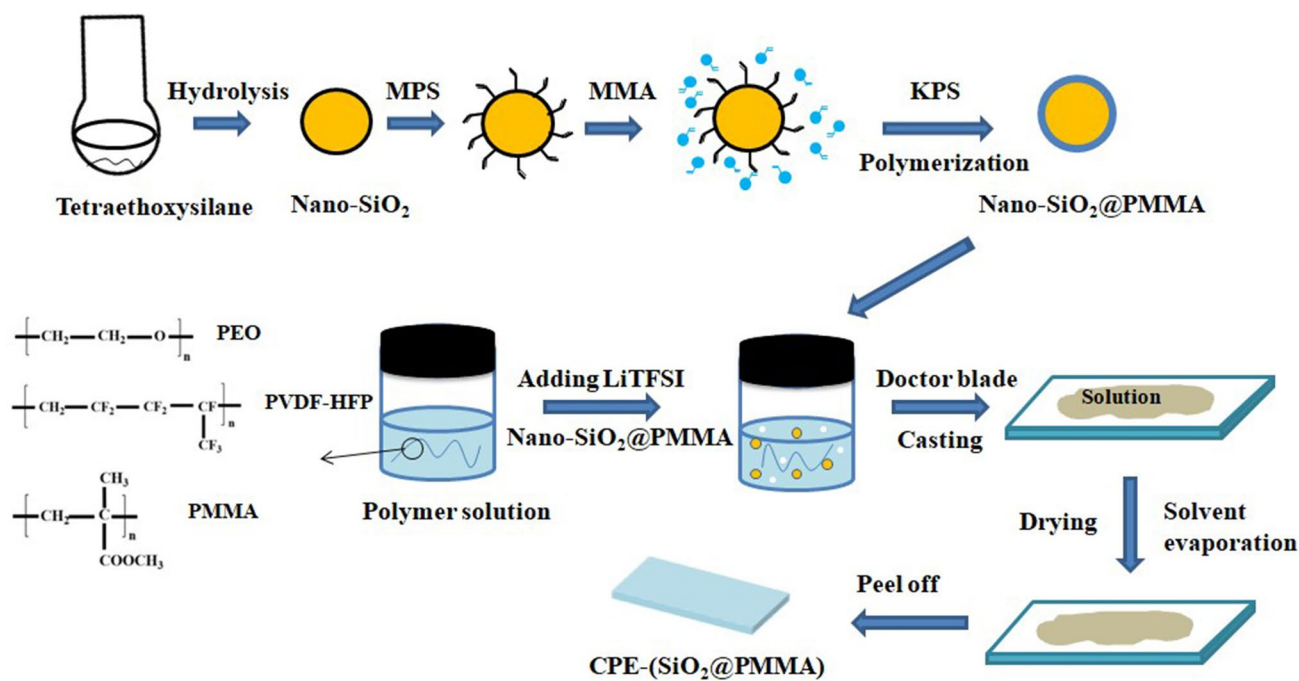 Hydrolysis
MPS
MMA
KPS
Polymerization
Tetraethoxysilane
Nano-SiO₂
Nano-SiO₂@PMMA
CH₂—CH₂—O n
PEO
CH₂—CF₂—CF₂—CF n
CF₃
PVDF-HFP
CH₃
CH₂—C n
COOCH₃
PMMA
Polymer solution
Adding LiTFSI
Nano-SiO₂@PMMA
Doctor blade
Casting
Solution
Drying
Solvent
evaporation
Peel off
CPE-(SiO₂@PMMA)